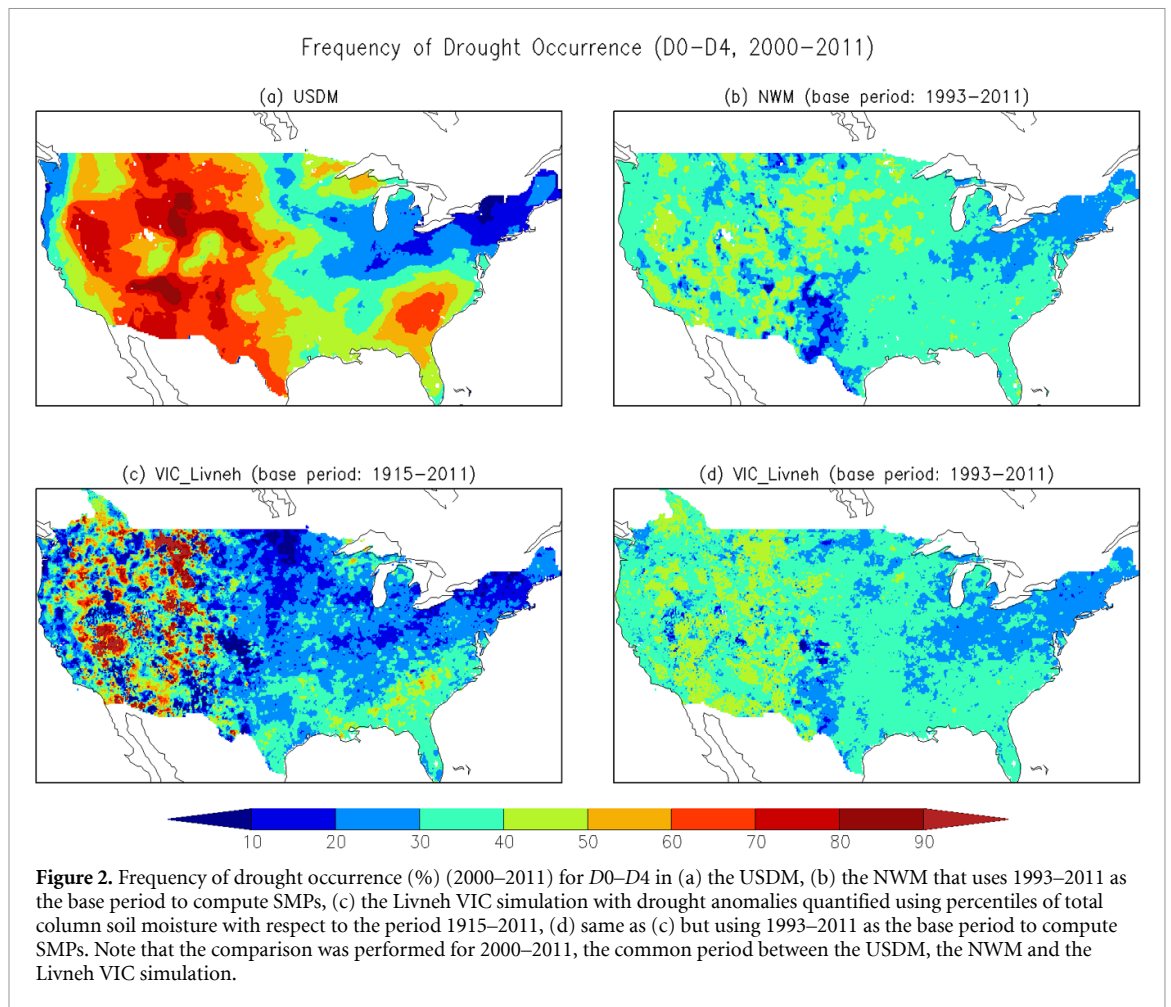 Frequency of Drought Occurrence (D0–D4, 2000–2011)
(a) USDM
(b) NWM (base period: 1993–2011)
(c) VIC_Livneh (base period: 1915–2011)
(d) VIC_Livneh (base period: 1993–2011)
10 20 30 40 50 60 70 80 90
Figure 2. Frequency of drought occurrence (%) (2000–2011) for D0–D4 in (a) the USDM, (b) the NWM that uses 1993–2011 as
the base period to compute SMPs, (c) the Livneh VIC simulation with drought anomalies quantified using percentiles of total
column soil moisture with respect to the period 1915–2011, (d) same as (c) but using 1993–2011 as the base period to compute
SMPs. Note that the comparison was performed for 2000–2011, the common period between the USDM, the NWM and the
Livneh VIC simulation.